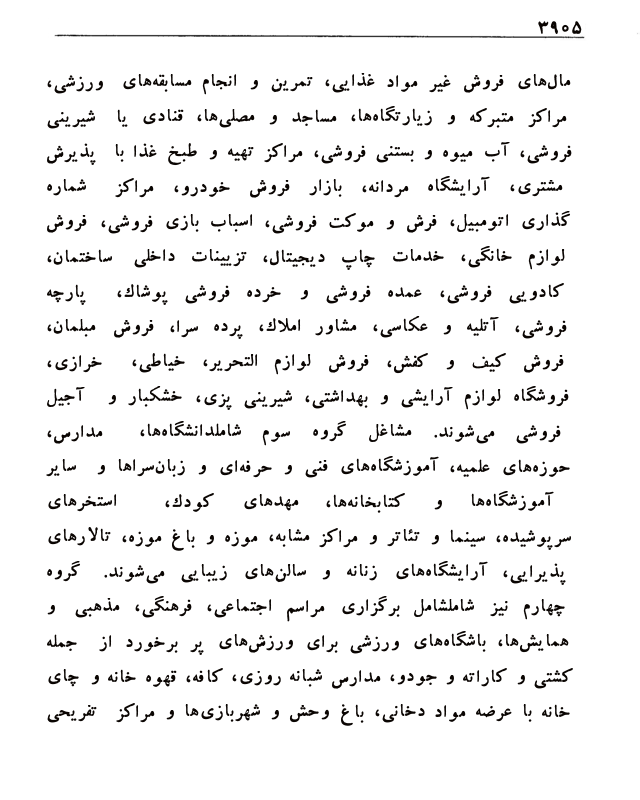 ۳۹۰۵
مال‌های فروش غیر مواد غذایی، تمرین و انجام مسابقه‌های ورزشی،
مراکز متبرکه و زیارتگاه‌ها، مساجد و مصلی‌ها، قنادی یا شیرینی
فروشی، آب میوه و بستنی فروشی، مراکز تهیه و طبخ غذا با پذیرش
مشتری، آرایشگاه مردانه، بازار فروش خودرو، مراکز شماره
گذاری اتومبیل، فرش و موکت فروشی، اسباب بازی فروشی، فروش
لوازم خانگی، خدمات چاپ دیجیتال، تزیینات داخلی ساختمان،
کادویی فروشی، عمده فروشی و خرده فروشی پوشاك، پارچه
فروشی، آتلیه و عکاسی، مشاور املاك، پرده سرا، فروش مبلمان،
فروش کیف و کفش، فروش لوازم التحریر، خیاطی، خرازی،
فروشگاه لوازم آرایشی و بهداشتی، شیرینی پزی، خشکبار و آجیل
فروشی می‌شوند. مشاغل گروه سوم شاملدانشگاه‌ها، مدارس،
حوزه‌های علمیه، آموزشگاه‌های فنی و حرفه‌ای و زبان‌سراها و سایر
آموزشگاه‌ها و کتابخانه‌ها، مهدهای کودك، استخرهای
سرپوشیده، سینما و تئاتر و مراکز مشابه، موزه و باغ موزه، تالارهای
پذیرایی، آرایشگاه‌های زنانه و سالن‌های زیبایی می‌شوند. گروه
چهارم نیز شاملشامل برگزاری مراسم اجتماعی، فرهنگی، مذهبی و
همایش‌ها، باشگاه‌های ورزشی برای ورزش‌های پر برخورد از جمله
کشتی و کاراته و جودو، مدارس شبانه روزی، کافه، قهوه خانه و چای
خانه با عرضه مواد دخانی، باغ وحش و شهربازی‌ها و مراکز تفریحی